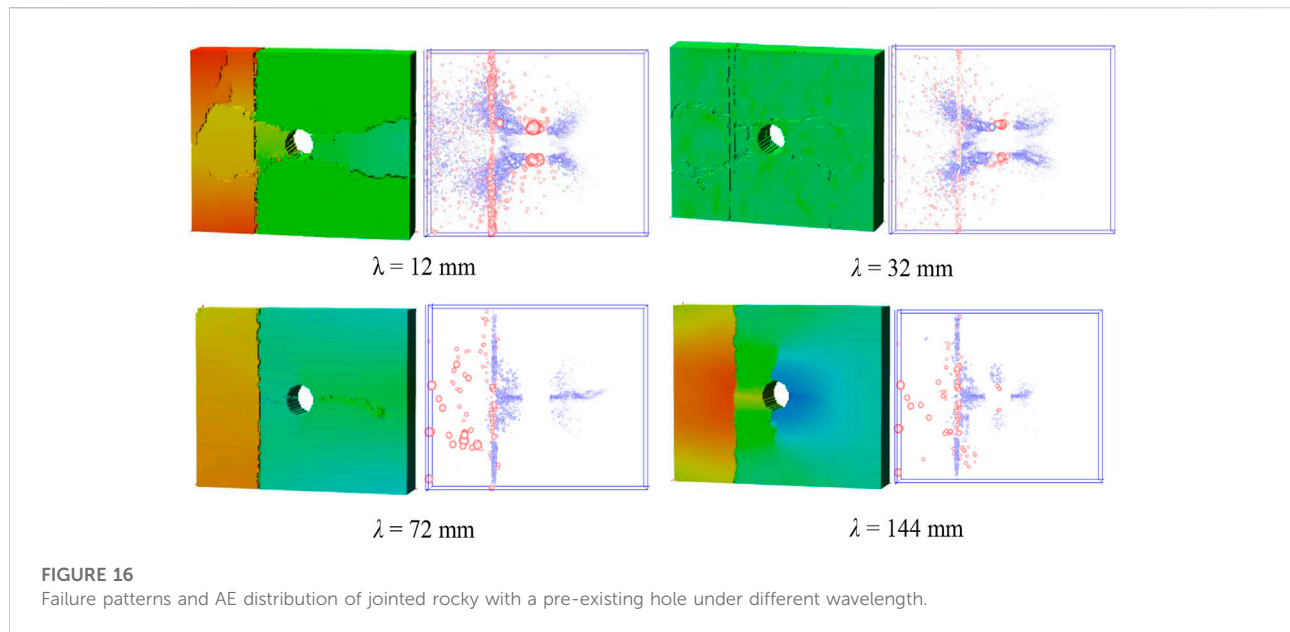 λ = 12 mm
λ = 32 mm
λ = 72 mm
λ = 144 mm
FIGURE 16
Failure patterns and AE distribution of jointed rocky with a pre-existing hole under different wavelength.